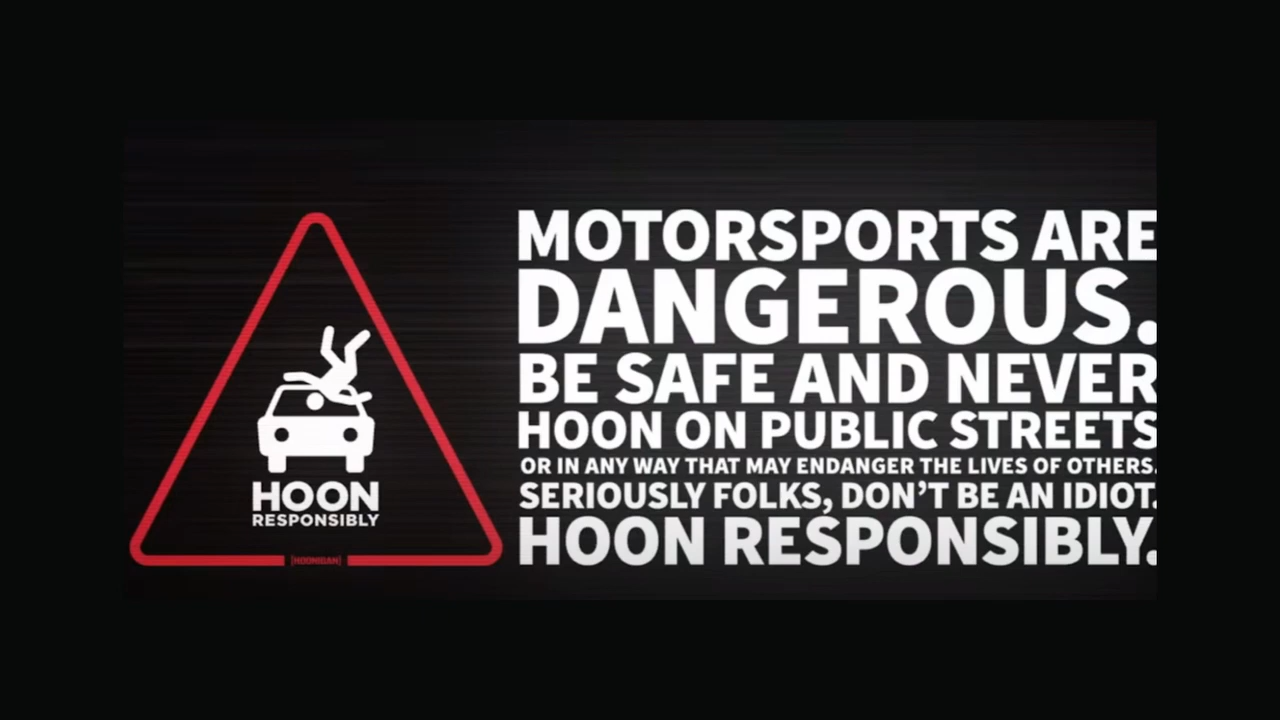 HOON
RESPONSIBLY
[HOONIGAN]
MOTORSPORTS ARE
DANGEROUS.
BE SAFE AND NEVER
HOON ON PUBLIC STREETS
OR IN ANY WAY THAT MAY ENDANGER THE LIVES OF OTHERS.
SERIOUSLY FOLKS, DON'T BE AN IDIOT.
HOON RESPONSIBLY.